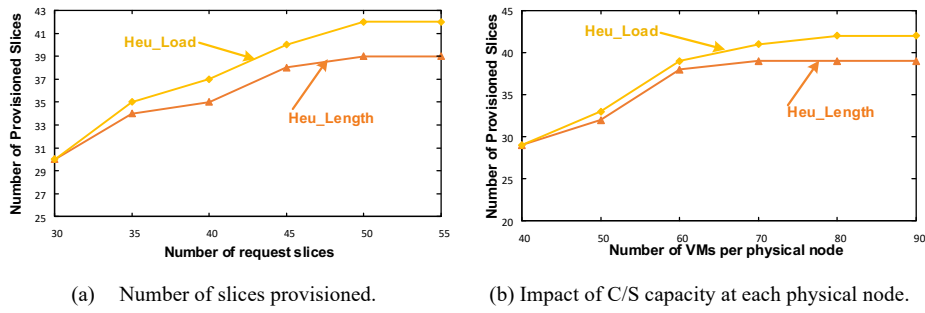 Number of Provisioned Slices
43
41
39
37
35
33
31
29
27
25
Heu_Load
Heu_Length
30 35 40 45 50 55
Number of request slices
(a) Number of slices provisioned.
Number of Provisioned Slices
45
40
35
30
25
20
Heu_Load
Heu_Length
40 50 60 70 80 90
Number of VMs per physical node
(b) Impact of C/S capacity at each physical node.